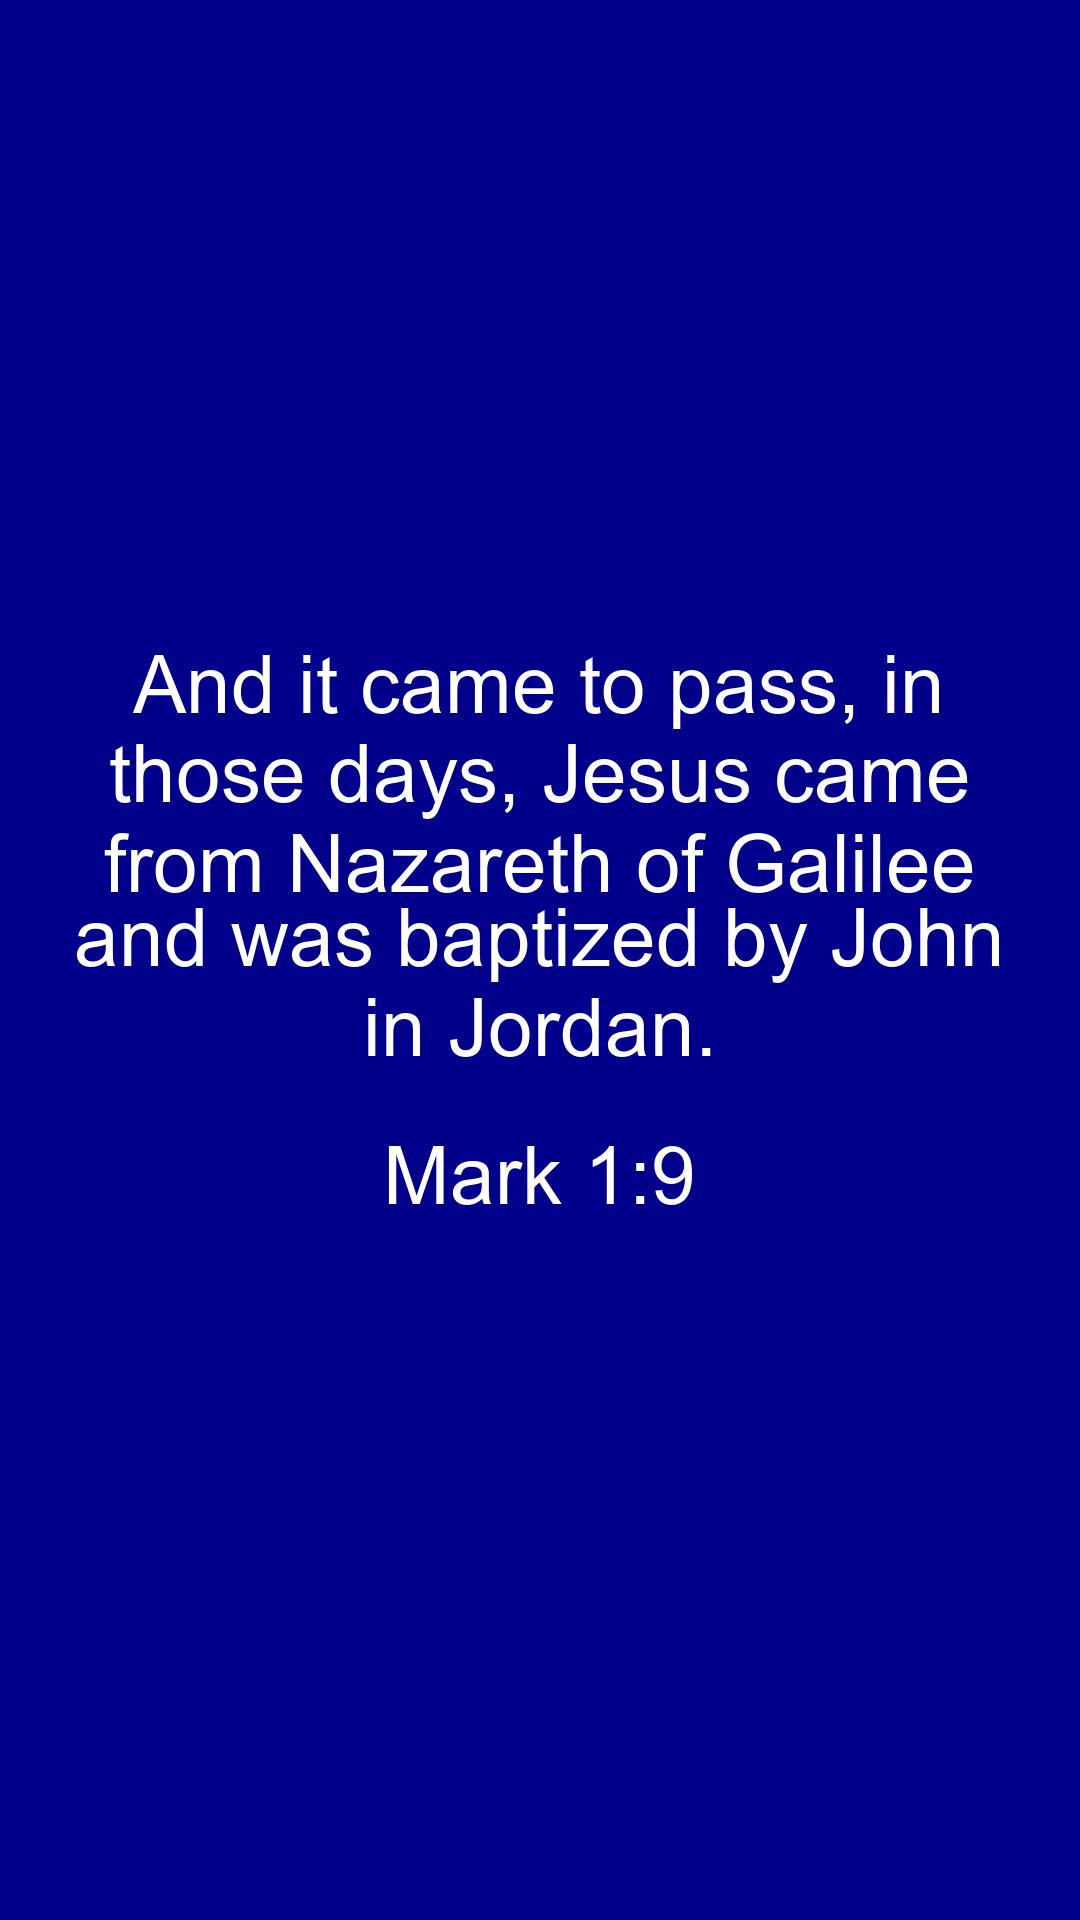 And it came to pass, in
those days, Jesus came
from Nazareth of Galilee
and was baptized by John
in Jordan.
Mark 1:9